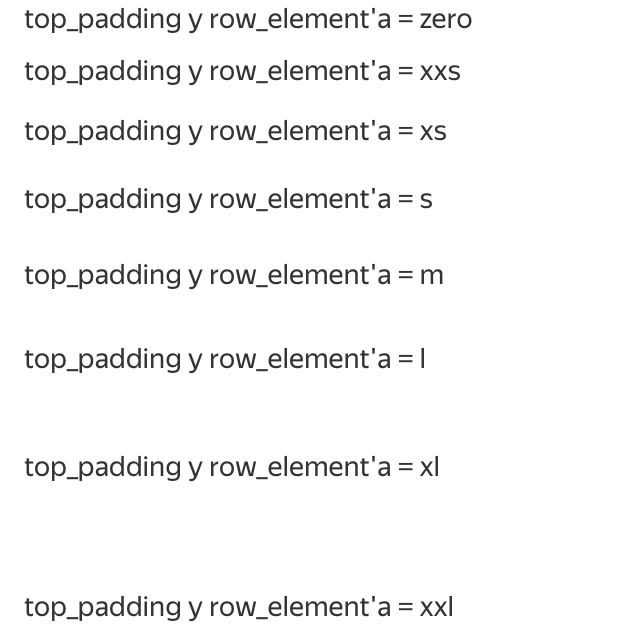 top_padding у row_element'а = zero
top_padding у row_element'а = xxs
top_padding у row_element'а = xs
top_padding у row_element'а = s
top_padding у row_element'а = m
top_padding у row_element'а = l
top_padding у row_element'а = xl
top_padding у row_element'а = xxl